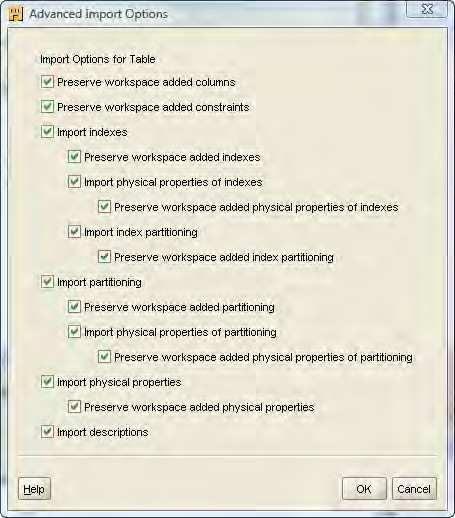 Advanced Import Options
Import Options for Table
Preserve workspace added columns
Preserve workspace added constraints
Import indexes
Preserve workspace added indexes
Import physical properties of indexes
Preserve workspace added physical properties of indexes
Import index partitioning
Preserve workspace added index partitioning
Import partitioning
Preserve workspace added partitioning
Import physical properties of partitioning
Preserve workspace added physical properties of partitioning
Import physical properties
Preserve workspace added physical properties
Import descriptions
Help OK Cancel